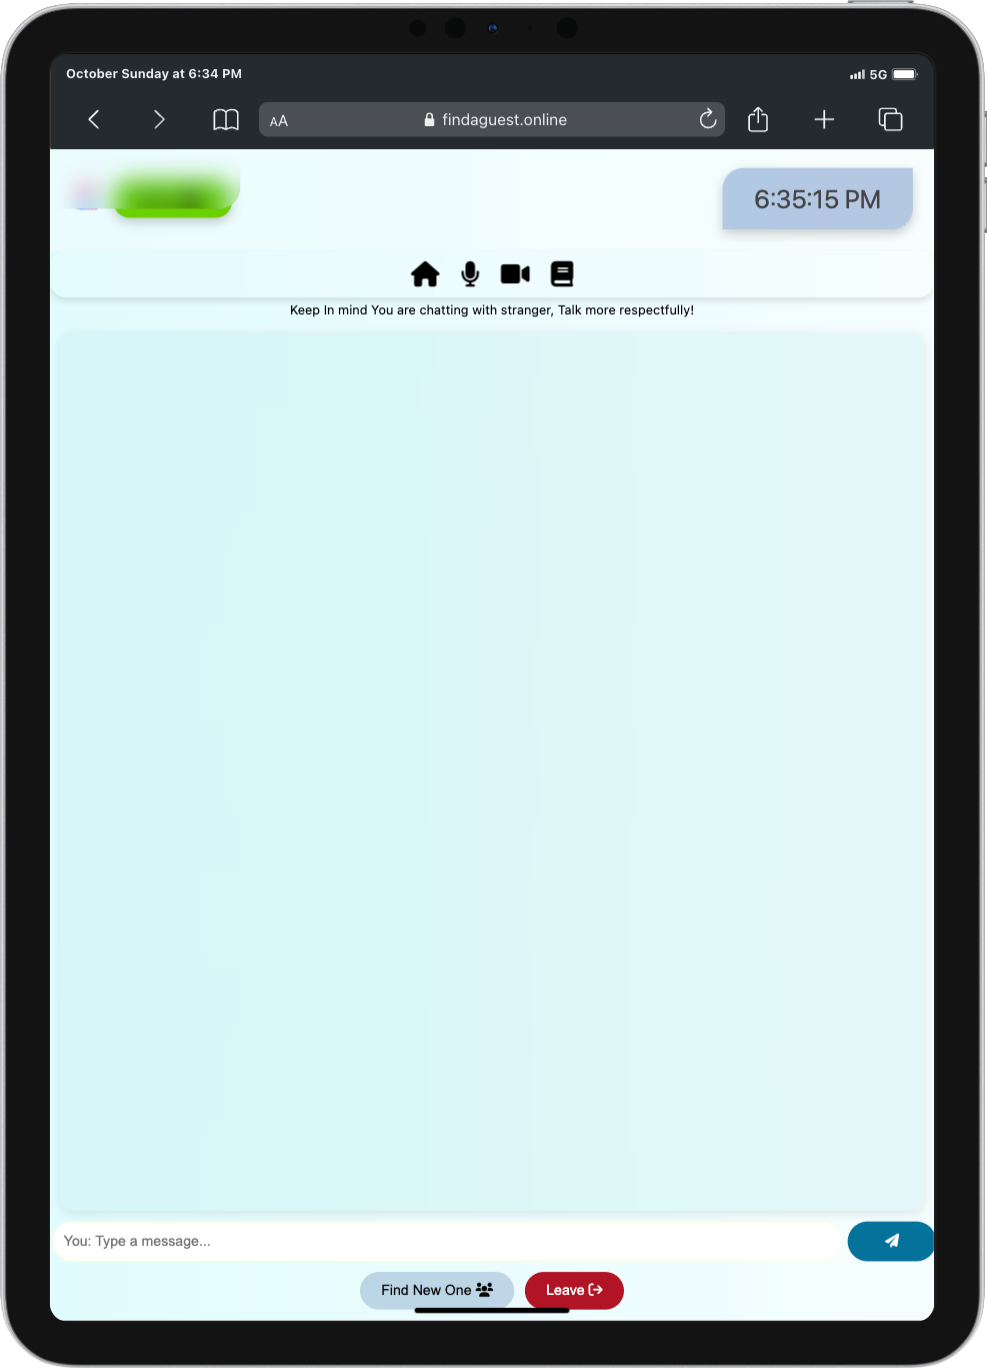 October Sunday at 6:34 PM
5G
AA
findaguest.online
6:35:15 PM
Keep In mind You are chatting with stranger, Talk more respectfully!
You: Type a message...
Find New One
Leave